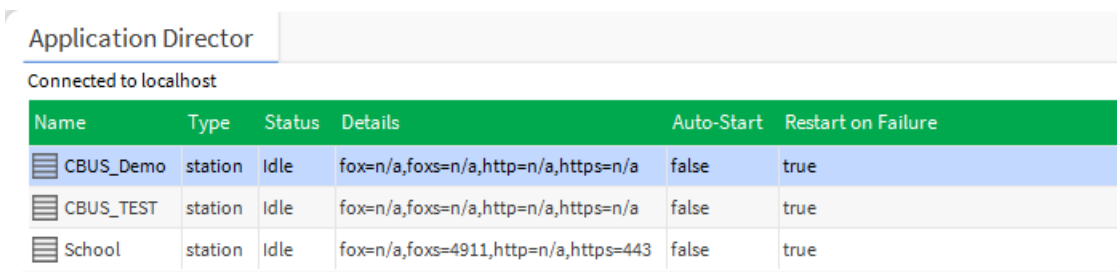 Application Director
Connected to localhost
Name Type Status Details Auto-Start Restart on Failure
CBUS_Demo station Idle fox=n/a,foxs=n/a,http=n/a,https=n/a false true
CBUS_TEST station Idle fox=n/a,foxs=n/a,http=n/a,https=n/a false true
School station Idle fox=n/a,foxs=4911,http=n/a,https=443 false true